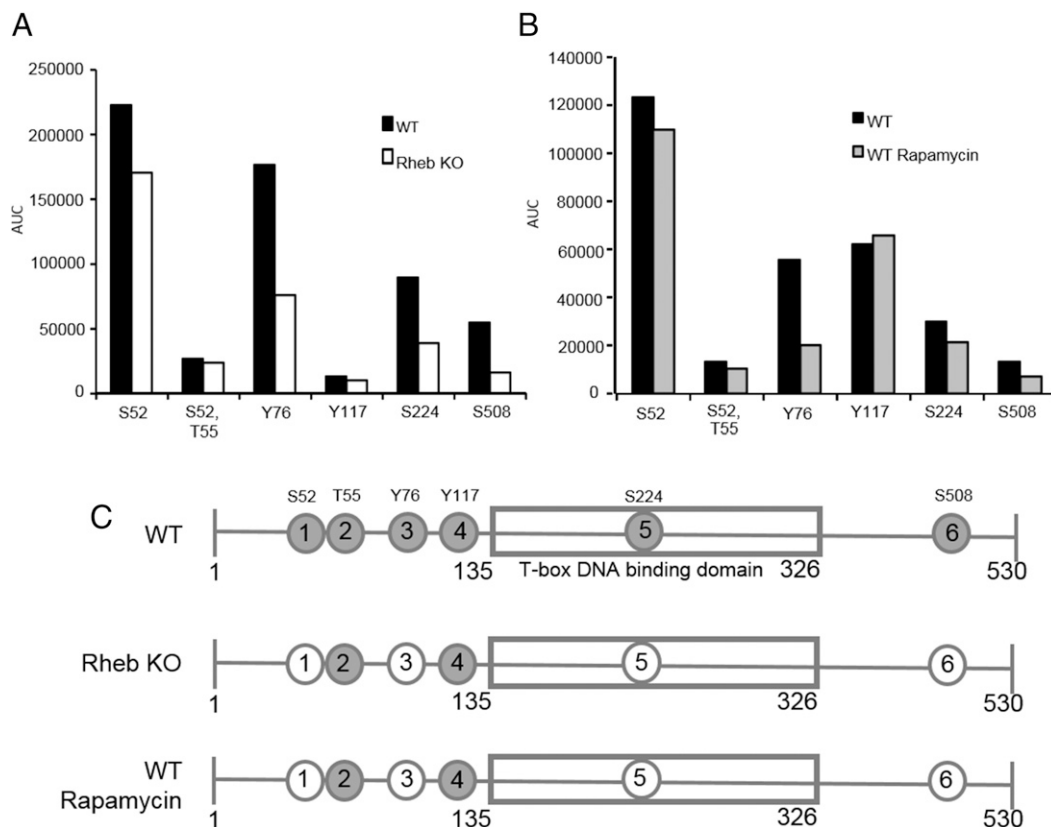 A
250000
200000
150000
100000
50000
0
AUC
WT
Rheb KO
S52
S52,
T55
Y76
Y117
S224
S508
B
140000
120000
100000
80000
60000
40000
20000
0
AUC
WT
WT Rapamycin
S52
S52,
T55
Y76
Y117
S224
S508
C
S52 T55 Y76 Y117 S224 S508
WT 1 2 3 4 5 6
1 135 T-box DNA binding domain 326 530
Rheb KO 1 2 3 4 5 6
1 135 326 530
WT
Rapamycin 1 2 3 4 5 6
1 135 326 530